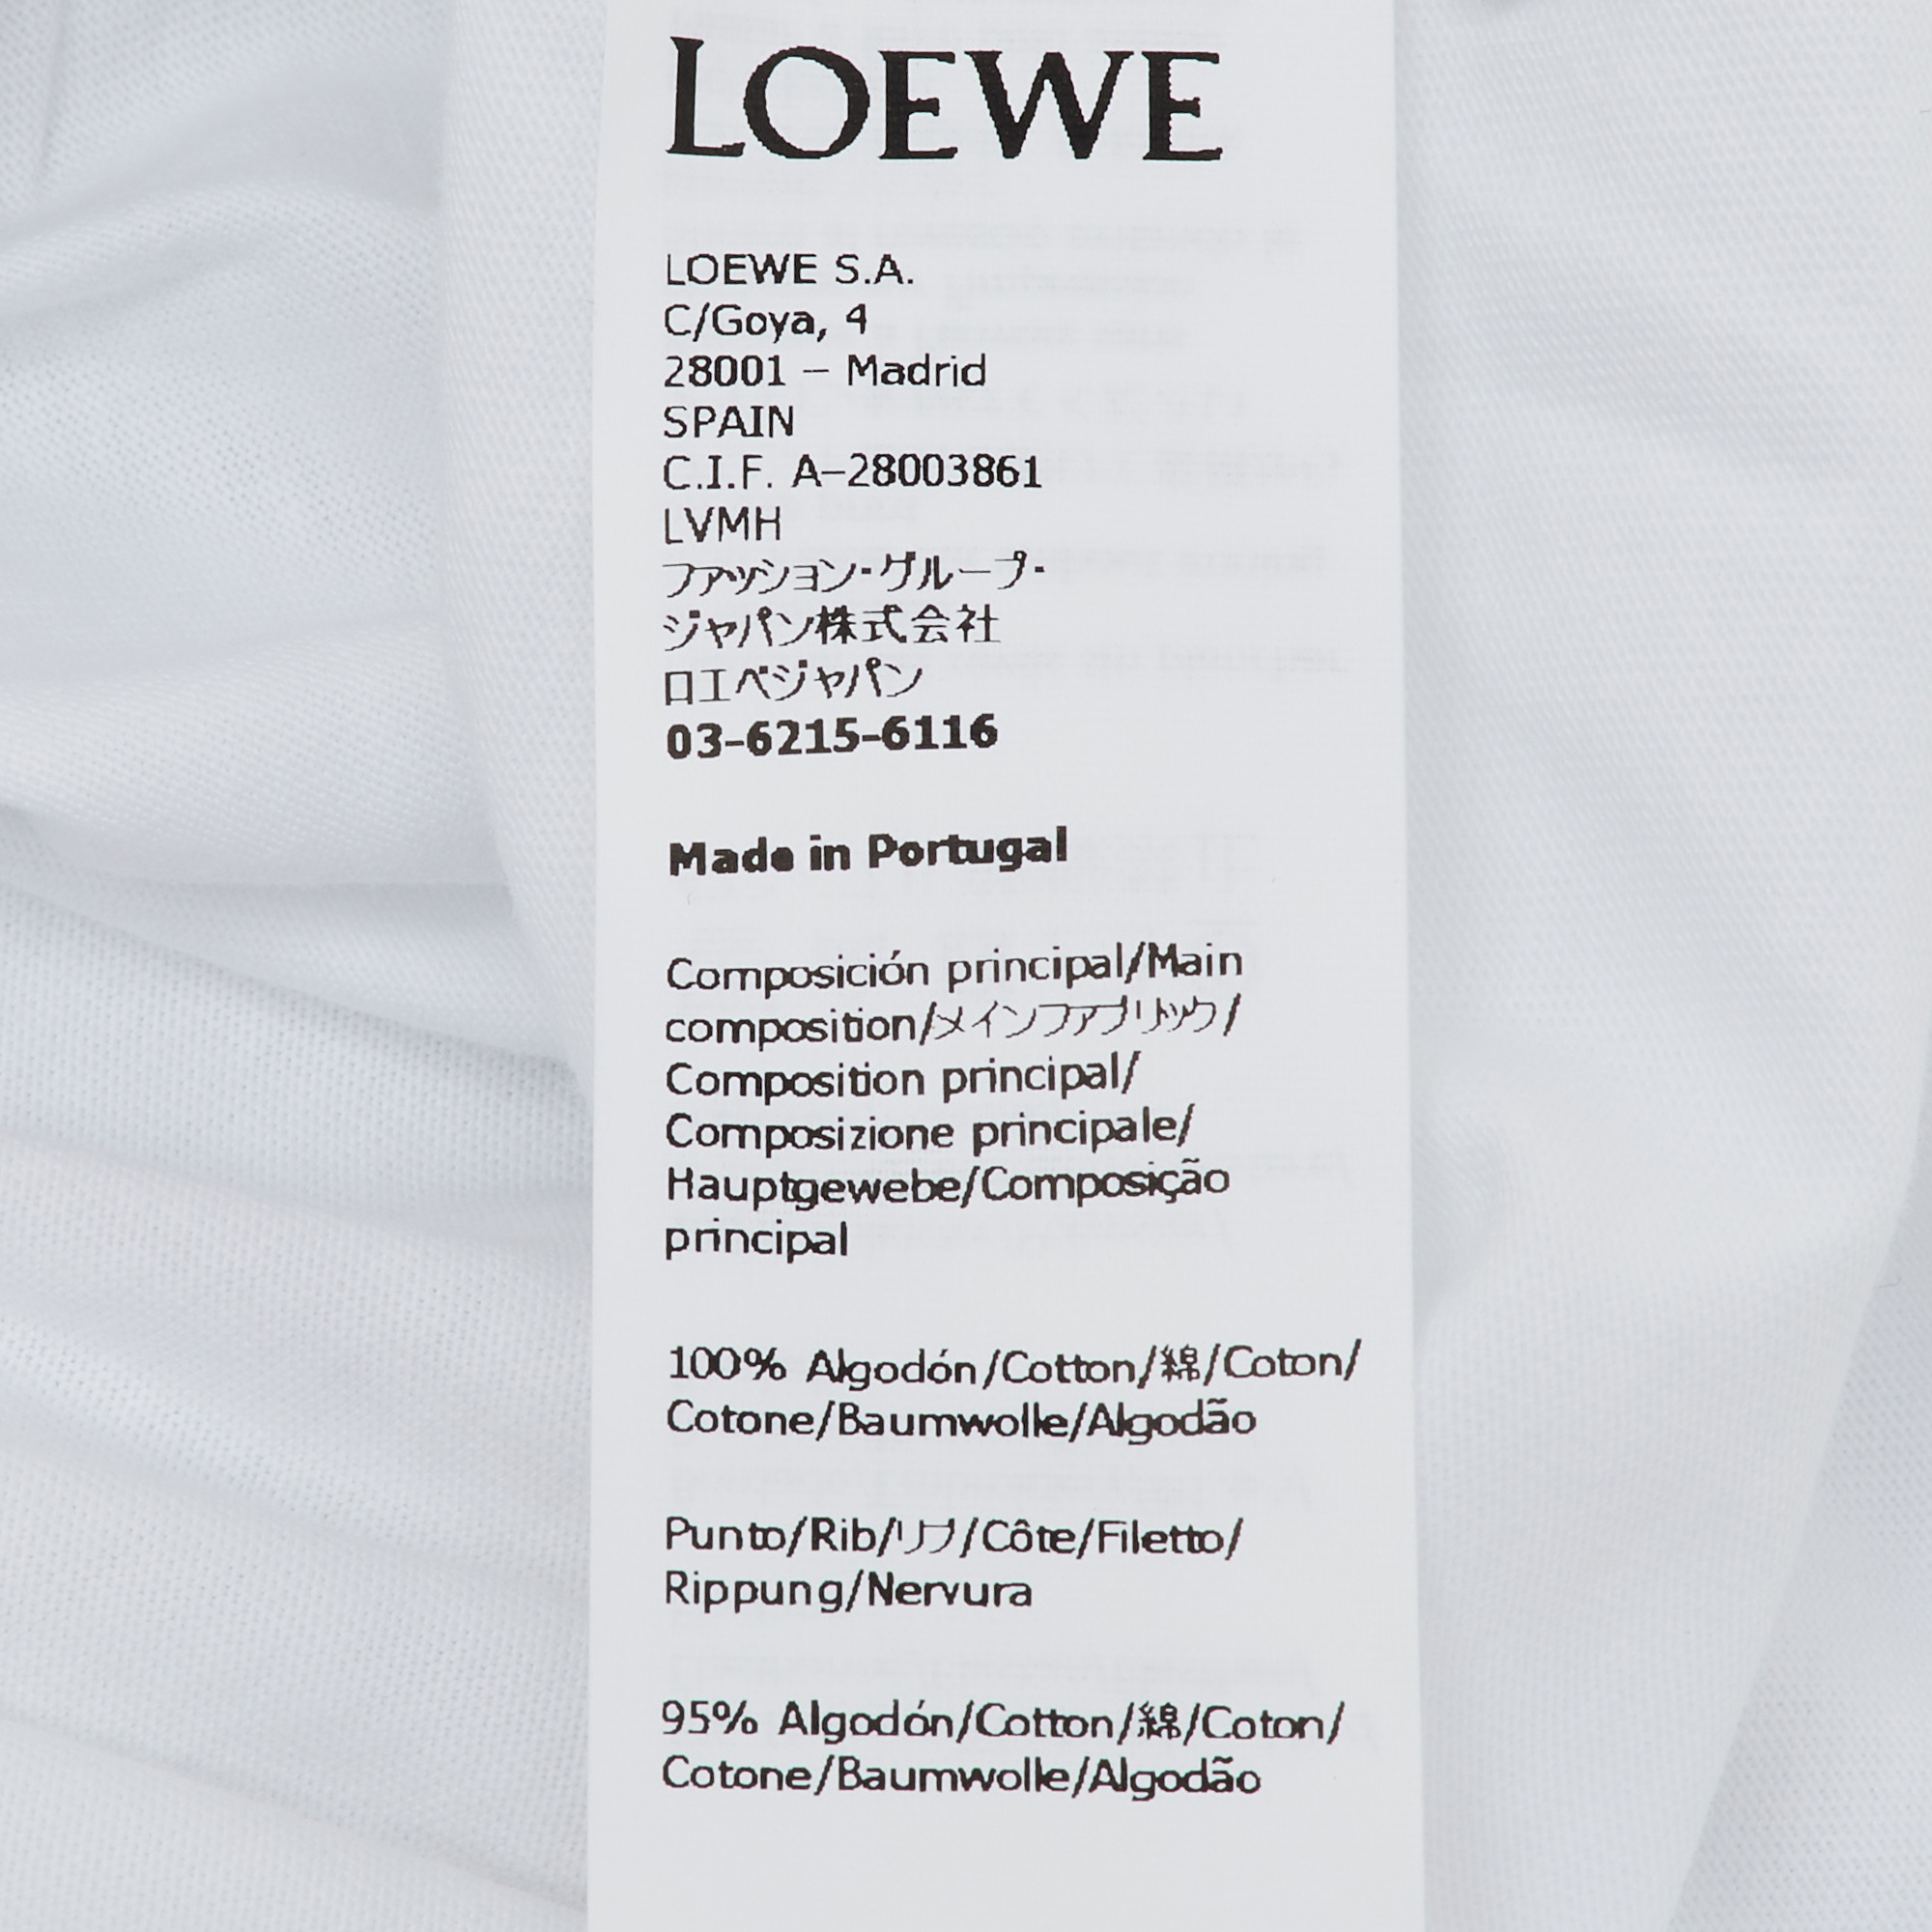 LOEWE
LOEWE S.A.
C/Goya, 4
28001 – Madrid
SPAIN
C.I.F. A–28003861
LVMH
ファッション・グループ・
ジャパン株式会社
ロエベジャパン
03-6215-6116
Made in Portugal
Composición principal/Main
composition/メインファブリック/
Composition principal/
Composizione principale/
Hauptgewebe/Composição
principal
100% Algodón/Cotton/綿/Coton/
Cotone/Baumwolle/Algodão
Punto/Rib/リブ/Côte/Filetto/
Rippung/Nervura
95% Algodón/Cotton/綿/Coton/
Cotone/Baumwolle/Algodão